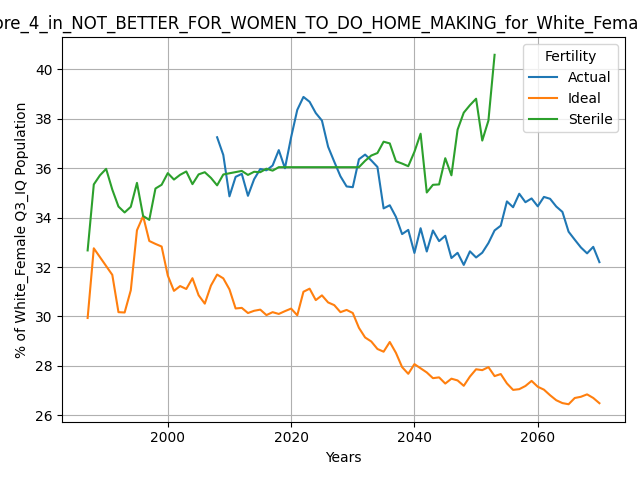 ore_4_in_NOT_BETTER_FOR_WOMEN_TO_DO_HOME_MAKING_for_White_Fema
Fertility
Actual
Ideal
Sterile
% of White_Female Q3_IQ Population
40
38
36
34
32
30
28
26
2000
2020
2040
2060
Years